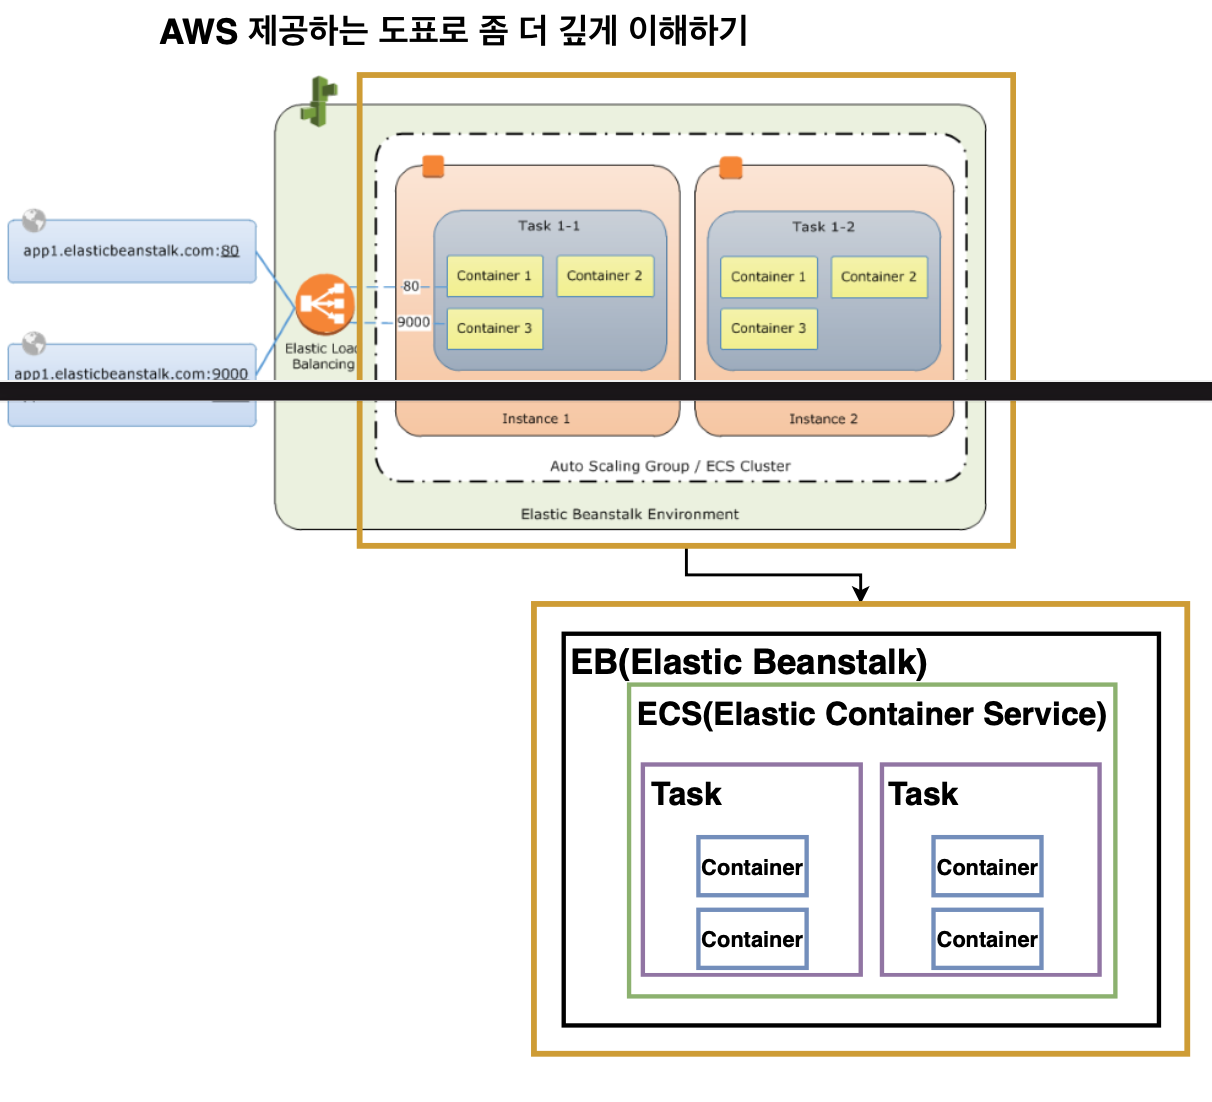 AWS 제공하는 도표로 좀 더 깊게 이해하기
app1.elasticbeanstalk.com:80
app1.elasticbeanstalk.com:9000
Elastic Load
Balancing
80
9000
Task 1-1
Container 1
Container 2
Container 3
Instance 1
Task 1-2
Container 1
Container 2
Container 3
Instance 2
Auto Scaling Group / ECS Cluster
Elastic Beanstalk Environment
EB(Elastic Beanstalk)
ECS(Elastic Container Service)
Task
Container
Container
Task
Container
Container